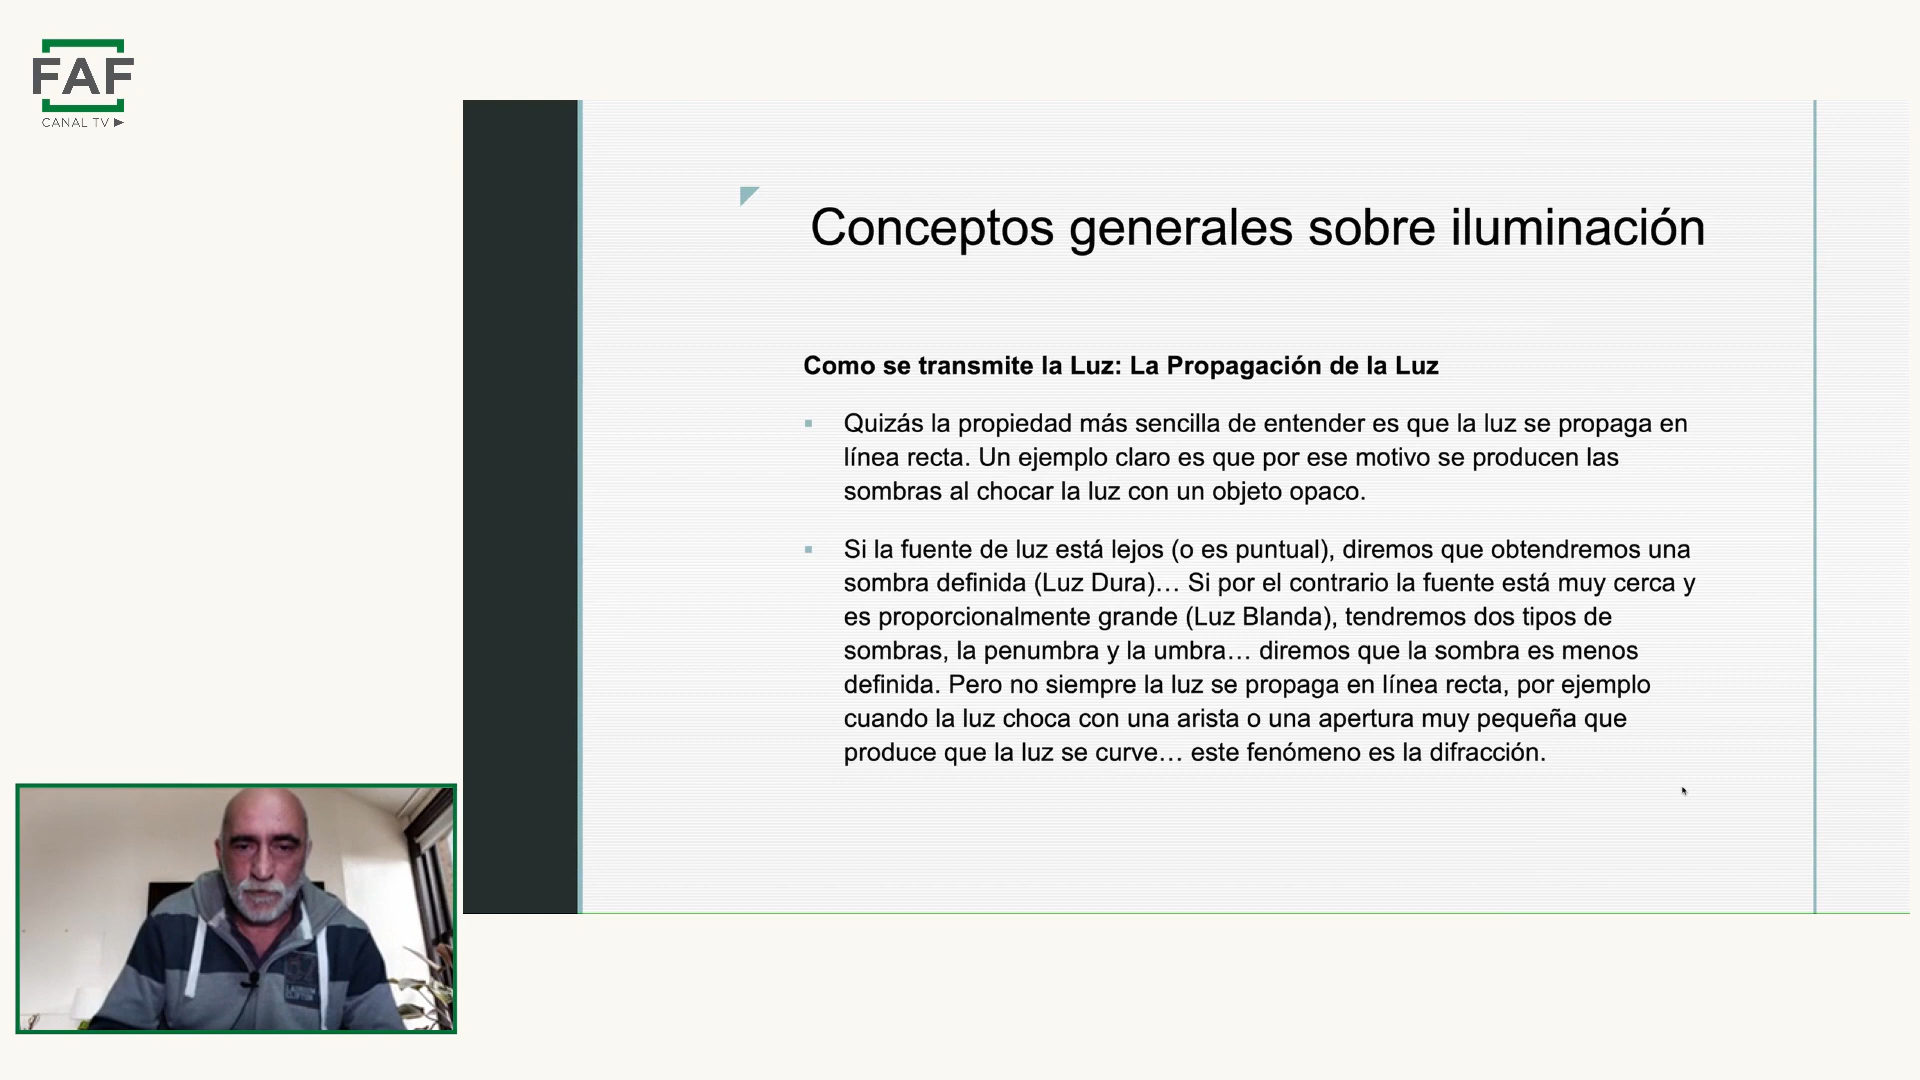 FAF
CANAL TV
Conceptos generales sobre iluminación
Como se transmite la Luz: La Propagación de la Luz
Quizás la propiedad más sencilla de entender es que la luz se propaga en
línea recta. Un ejemplo claro es que por ese motivo se producen las
sombras al chocar la luz con un objeto opaco.
Si la fuente de luz está lejos (o es puntual), diremos que obtendremos una
sombra definida (Luz Dura)… Si por el contrario la fuente está muy cerca y
es proporcionalmente grande (Luz Blanda), tendremos dos tipos de
sombras, la penumbra y la umbra… diremos que la sombra es menos
definida. Pero no siempre la luz se propaga en línea recta, por ejemplo
cuando la luz choca con una arista o una apertura muy pequeña que
produce que la luz se curve… este fenómeno es la difracción.